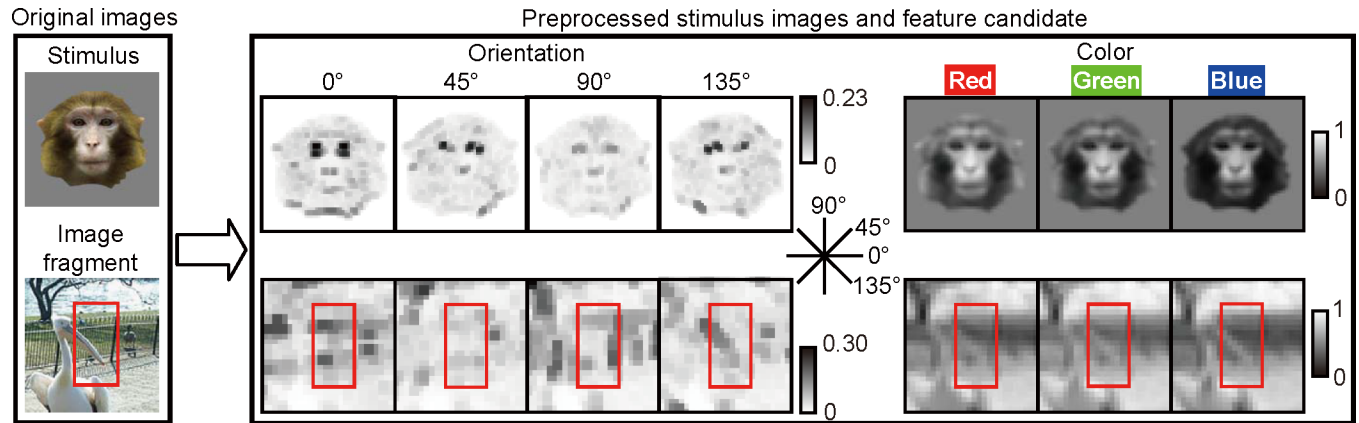 Original images
Preprocessed stimulus images and feature candidate
Stimulus
Orientation
Color
0° 45° 90° 135°
Red Green Blue
0.23
0
1
0
Image
fragment
90°
45°
0°
135°
0.30
0
1
0